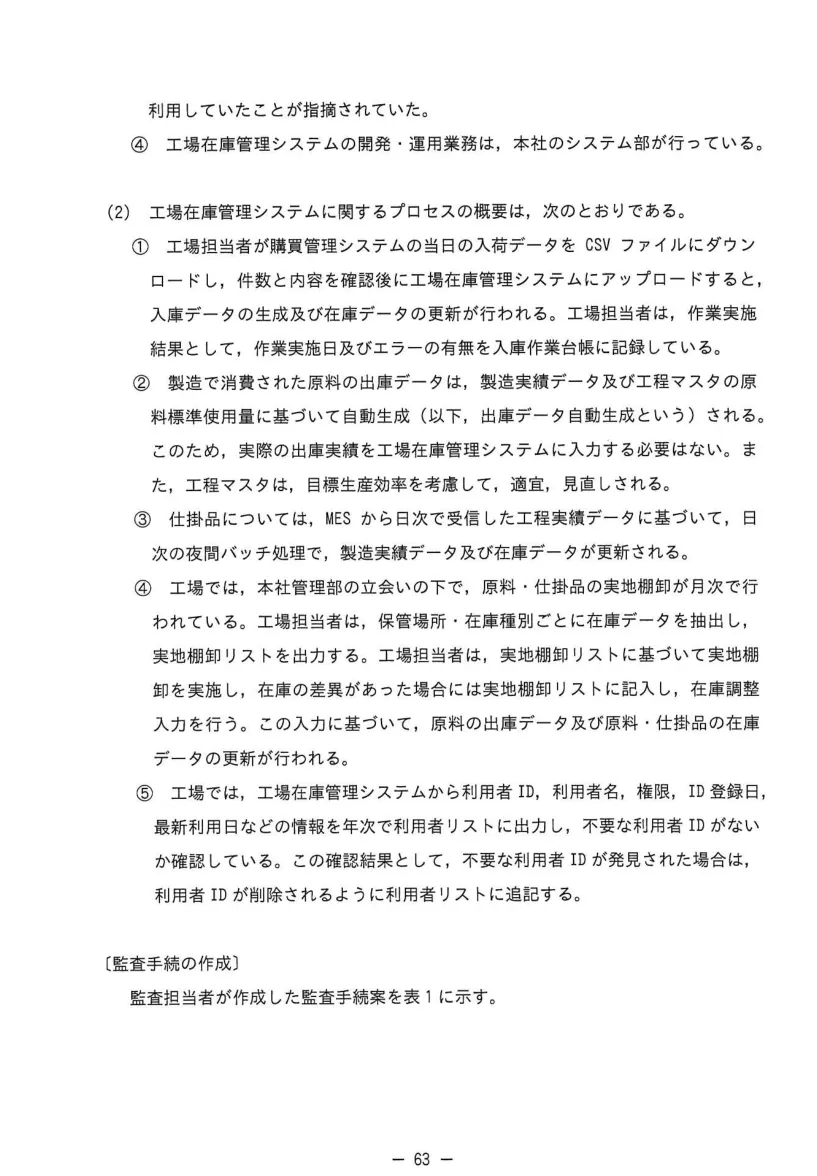 利用していたことが指摘されていた。
④ 工場在庫管理システムの開発・運用業務は，本社のシステム部が行っている。
(2) 工場在庫管理システムに関するプロセスの概要は，次のとおりである。
① 工場担当者が購買管理システムの当日の入荷データを CSV ファイルにダウン
ロードし，件数と内容を確認後に工場在庫管理システムにアップロードすると，
入庫データの生成及び在庫データの更新が行われる。工場担当者は，作業実施
結果として，作業実施日及びエラーの有無を入庫作業台帳に記録している。
② 製造で消費された原料の出庫データは，製造実績データ及び工程マスタの原
料標準使用量に基づいて自動生成（以下，出庫データ自動生成という）される。
このため，実際の出庫実績を工場在庫管理システムに入力する必要はない。ま
た，工程マスタは，目標生産効率を考慮して，適宜，見直しされる。
③ 仕掛品については，MES から日次で受信した工程実績データに基づいて，日
次の夜間バッチ処理で，製造実績データ及び在庫データが更新される。
④ 工場では，本社管理部の立会いの下で，原料・仕掛品の実地棚卸が月次で行
われている。工場担当者は，保管場所・在庫種別ごとに在庫データを抽出し，
実地棚卸リストを出力する。工場担当者は，実地棚卸リストに基づいて実地棚
卸を実施し，在庫の差異があった場合には実地棚卸リストに記入し，在庫調整
入力を行う。この入力に基づいて，原料の出庫データ及び原料・仕掛品の在庫
データの更新が行われる。
⑤ 工場では，工場在庫管理システムから利用者 ID，利用者名，権限，ID 登録日，
最新利用日などの情報を年次で利用者リストに出力し，不要な利用者 ID がない
か確認している。この確認結果として，不要な利用者 ID が発見された場合は，
利用者 ID が削除されるように利用者リストに追記する。
〔監査手続の作成〕
監査担当者が作成した監査手続案を表1に示す。
－ 63 －